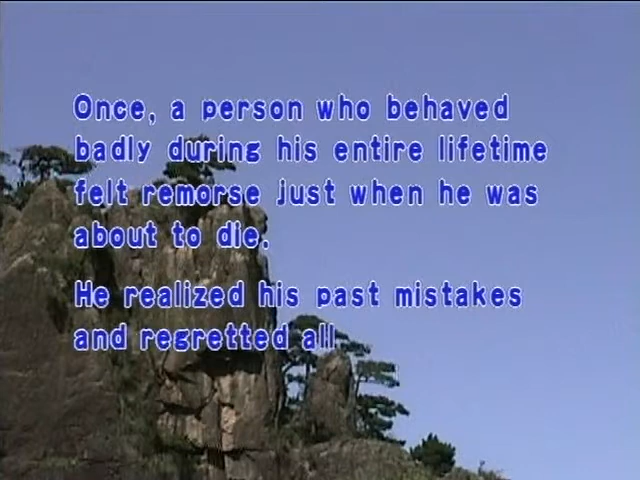 Once, a person who behaved
badly during his entire lifetime
felt remorse just when he was
about to die.
He realized his past mistakes
and regretted all